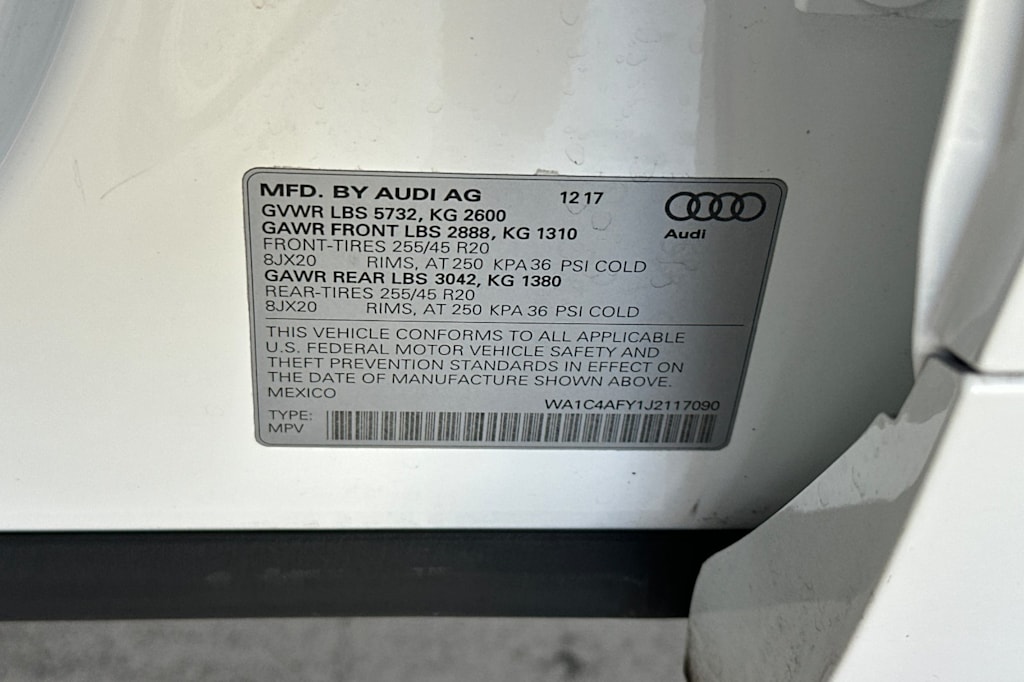 MFD. BY AUDI AG 12 17
GVWR LBS 5732, KG 2600
GAWR FRONT LBS 2888, KG 1310
Audi
FRONT-TIRES 255/45 R20
8JX20 RIMS, AT 250 KPA 36 PSI COLD
GAWR REAR LBS 3042, KG 1380
REAR-TIRES 255/45 R20
8JX20 RIMS, AT 250 KPA 36 PSI COLD
THIS VEHICLE CONFORMS TO ALL APPLICABLE
U.S. FEDERAL MOTOR VEHICLE SAFETY AND
THEFT PREVENTION STANDARDS IN EFFECT ON
THE DATE OF MANUFACTURE SHOWN ABOVE.
MEXICO WA1C4AFY1J2117090
TYPE:
MPV